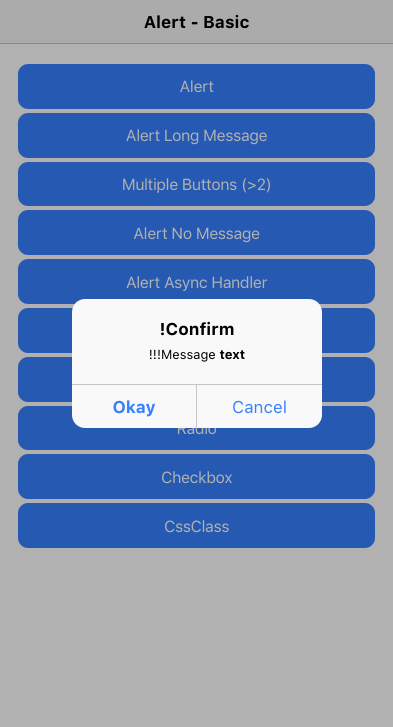 Alert - Basic
Alert
Alert Long Message
Multiple Buttons (>2)
Alert No Message
Alert Async Handler
!Confirm
!!!Message text
Okay
Cancel
Radio
Checkbox
CssClass